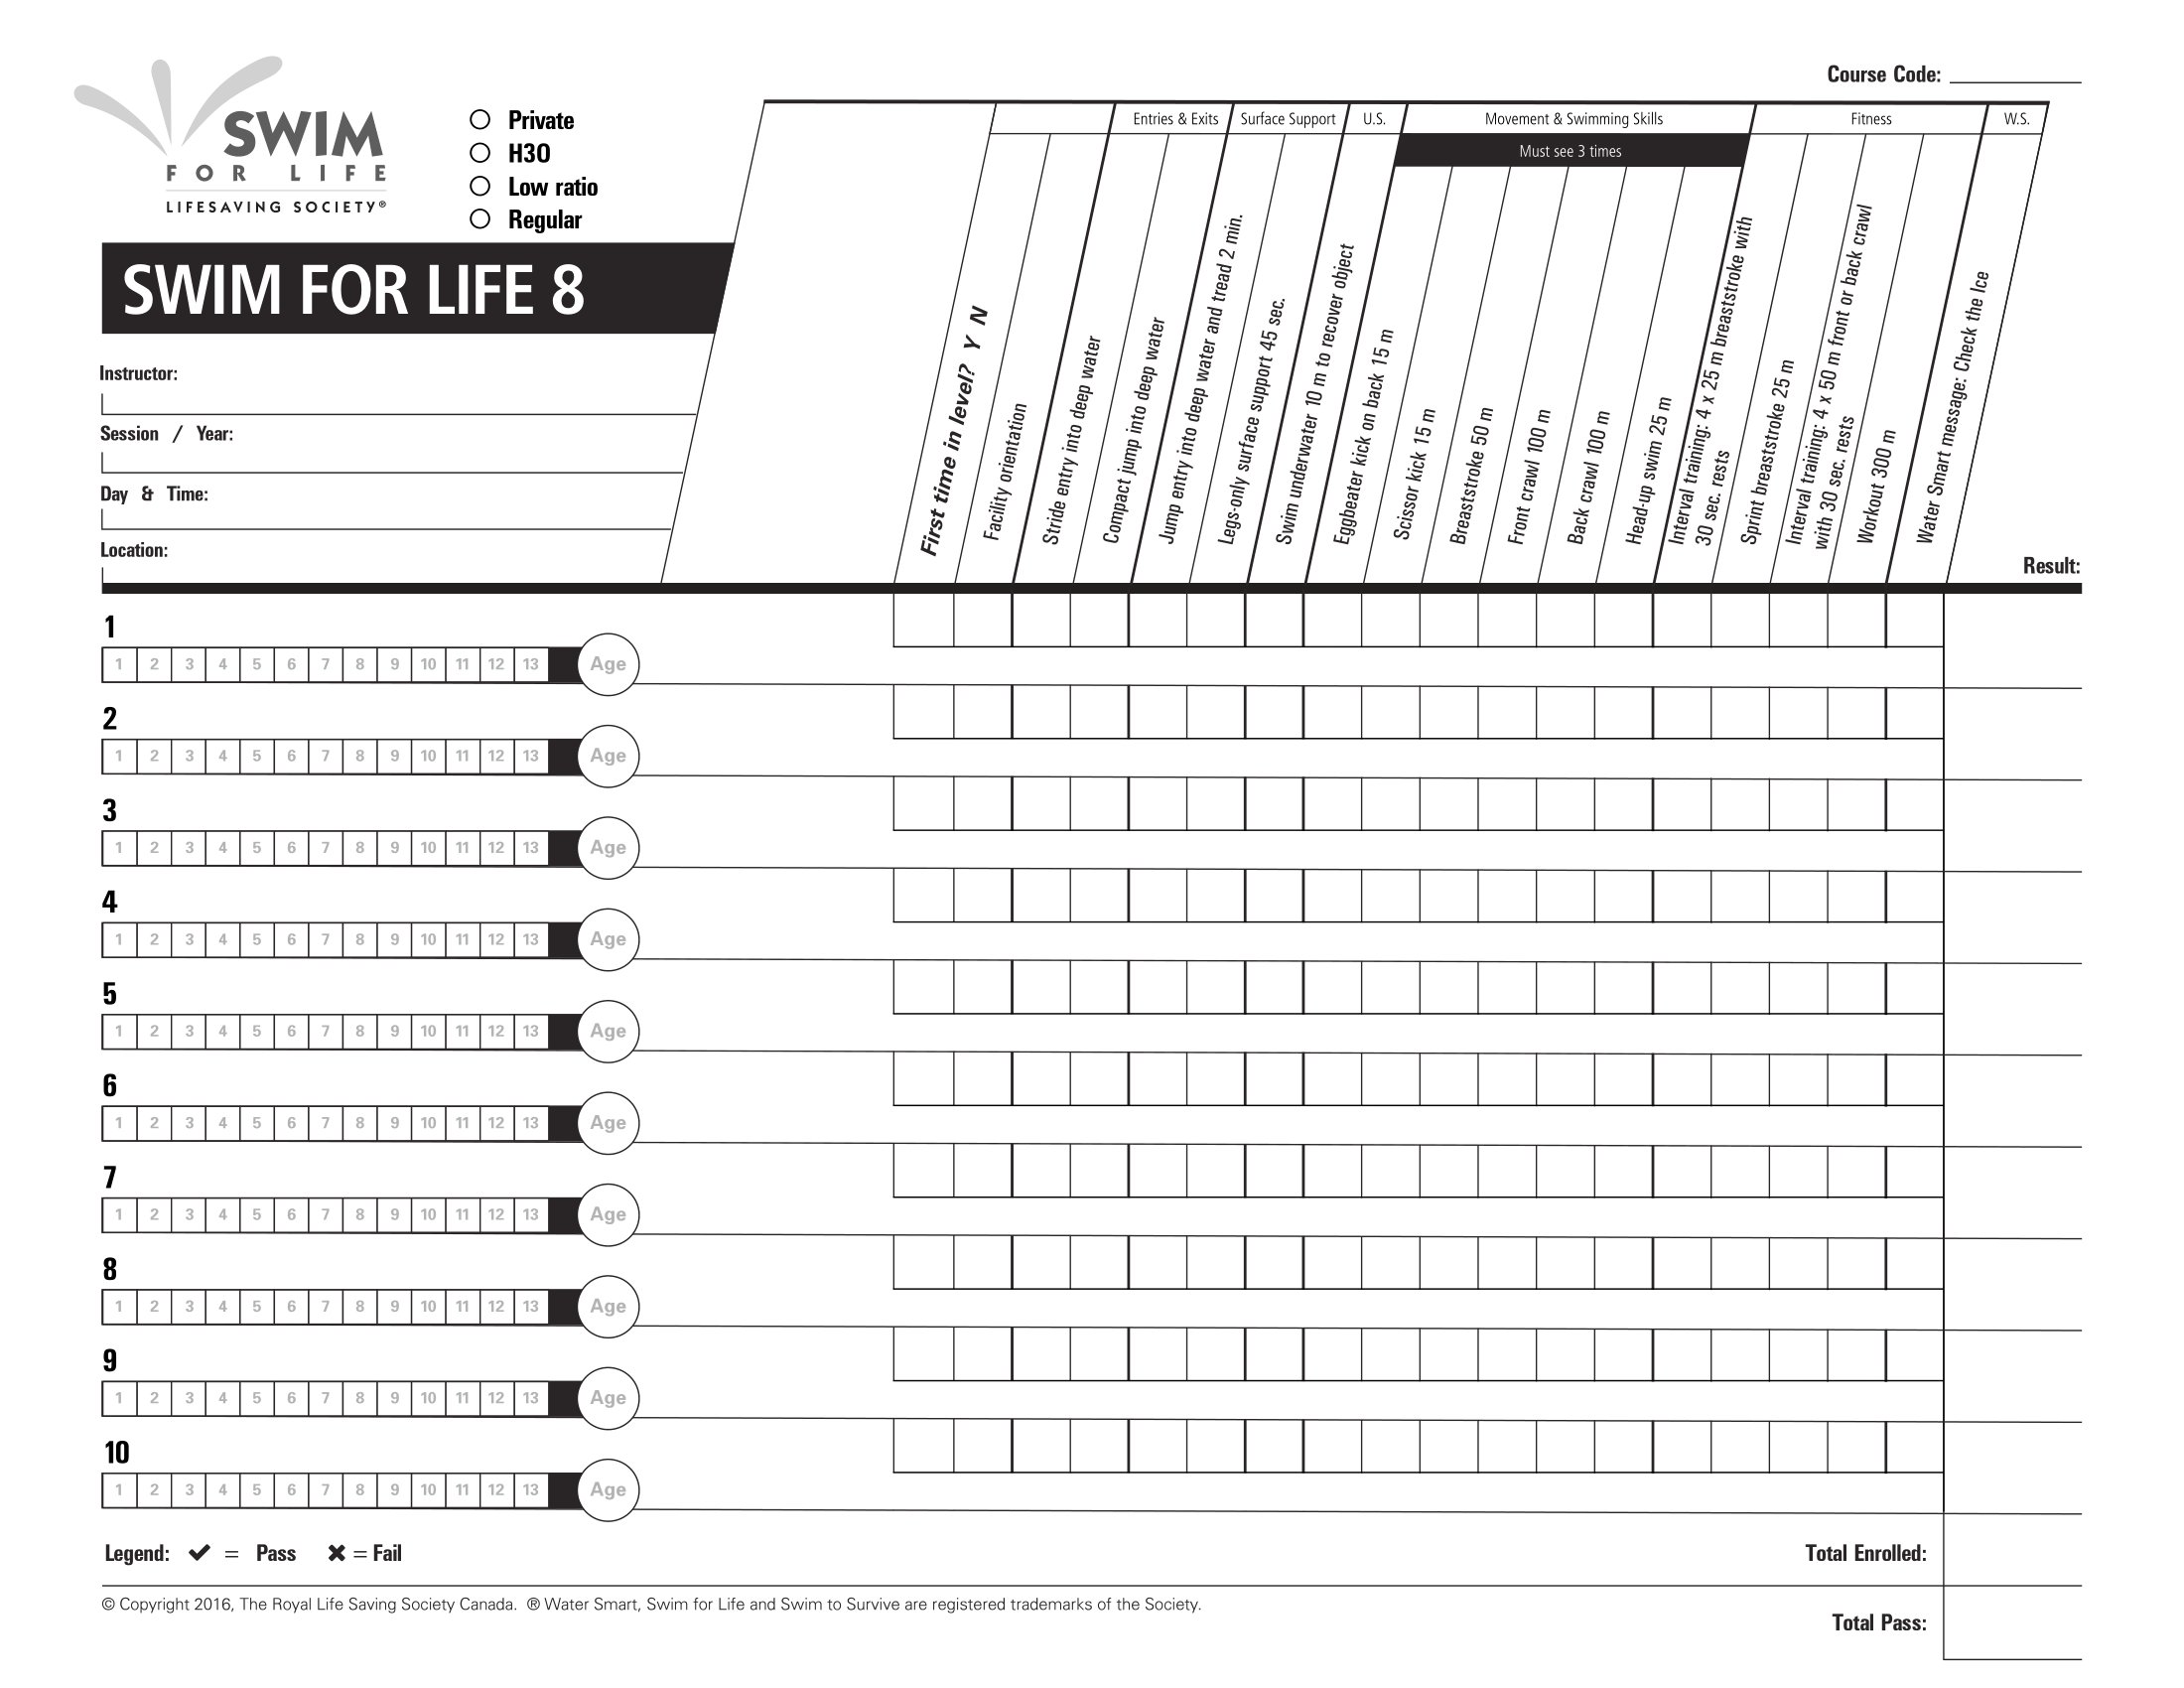 Course Code:
SWIM
FOR LIFE
LIFESAVING SOCIETY®
Private
H3O
Low ratio
Regular
SWIM FOR LIFE 8
Instructor:
Session / Year:
Day & Time:
Location:
Entries & Exits
Surface Support
U.S.
Movement & Swimming Skills
Must see 3 times
Fitness
W.S.
First time in level? Y N
Facility orientation
Stride entry into deep water
Compact jump into deep water
Jump entry into deep water and tread 2 min.
Legs-only surface support 45 sec.
Swim underwater 10 m to recover object
Eggbeater kick on back 15 m
Scissor kick 15 m
Breaststroke 50 m
Front crawl 100 m
Back crawl 100 m
Head-up swim 25 m
Interval training: 4 x 25 m breaststroke with
30 sec. rests
Sprint breaststroke 25 m
Interval training: 4 x 50 m front or back crawl
with 30 sec. rests
Workout 300 m
Water Smart message: Check the Ice
Result:
1
1 2 3 4 5 6 7 8 9 10 11 12 13 Age
2
1 2 3 4 5 6 7 8 9 10 11 12 13 Age
3
1 2 3 4 5 6 7 8 9 10 11 12 13 Age
4
1 2 3 4 5 6 7 8 9 10 11 12 13 Age
5
1 2 3 4 5 6 7 8 9 10 11 12 13 Age
6
1 2 3 4 5 6 7 8 9 10 11 12 13 Age
7
1 2 3 4 5 6 7 8 9 10 11 12 13 Age
8
1 2 3 4 5 6 7 8 9 10 11 12 13 Age
9
1 2 3 4 5 6 7 8 9 10 11 12 13 Age
10
1 2 3 4 5 6 7 8 9 10 11 12 13 Age
Legend: ✔ = Pass ✖ = Fail
Total Enrolled:
© Copyright 2016, The Royal Life Saving Society Canada. ® Water Smart, Swim for Life and Swim to Survive are registered trademarks of the Society.
Total Pass: